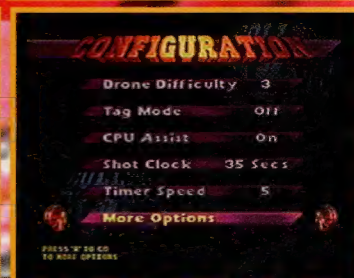 CONFIGURATION
Drone Difficulty 3
Tag Mode Off
CPU Assist On
Shot Clock 35 Secs
Timer Speed 5
More Options
PRESS "A" TO GO
TO MORE OPTIONS